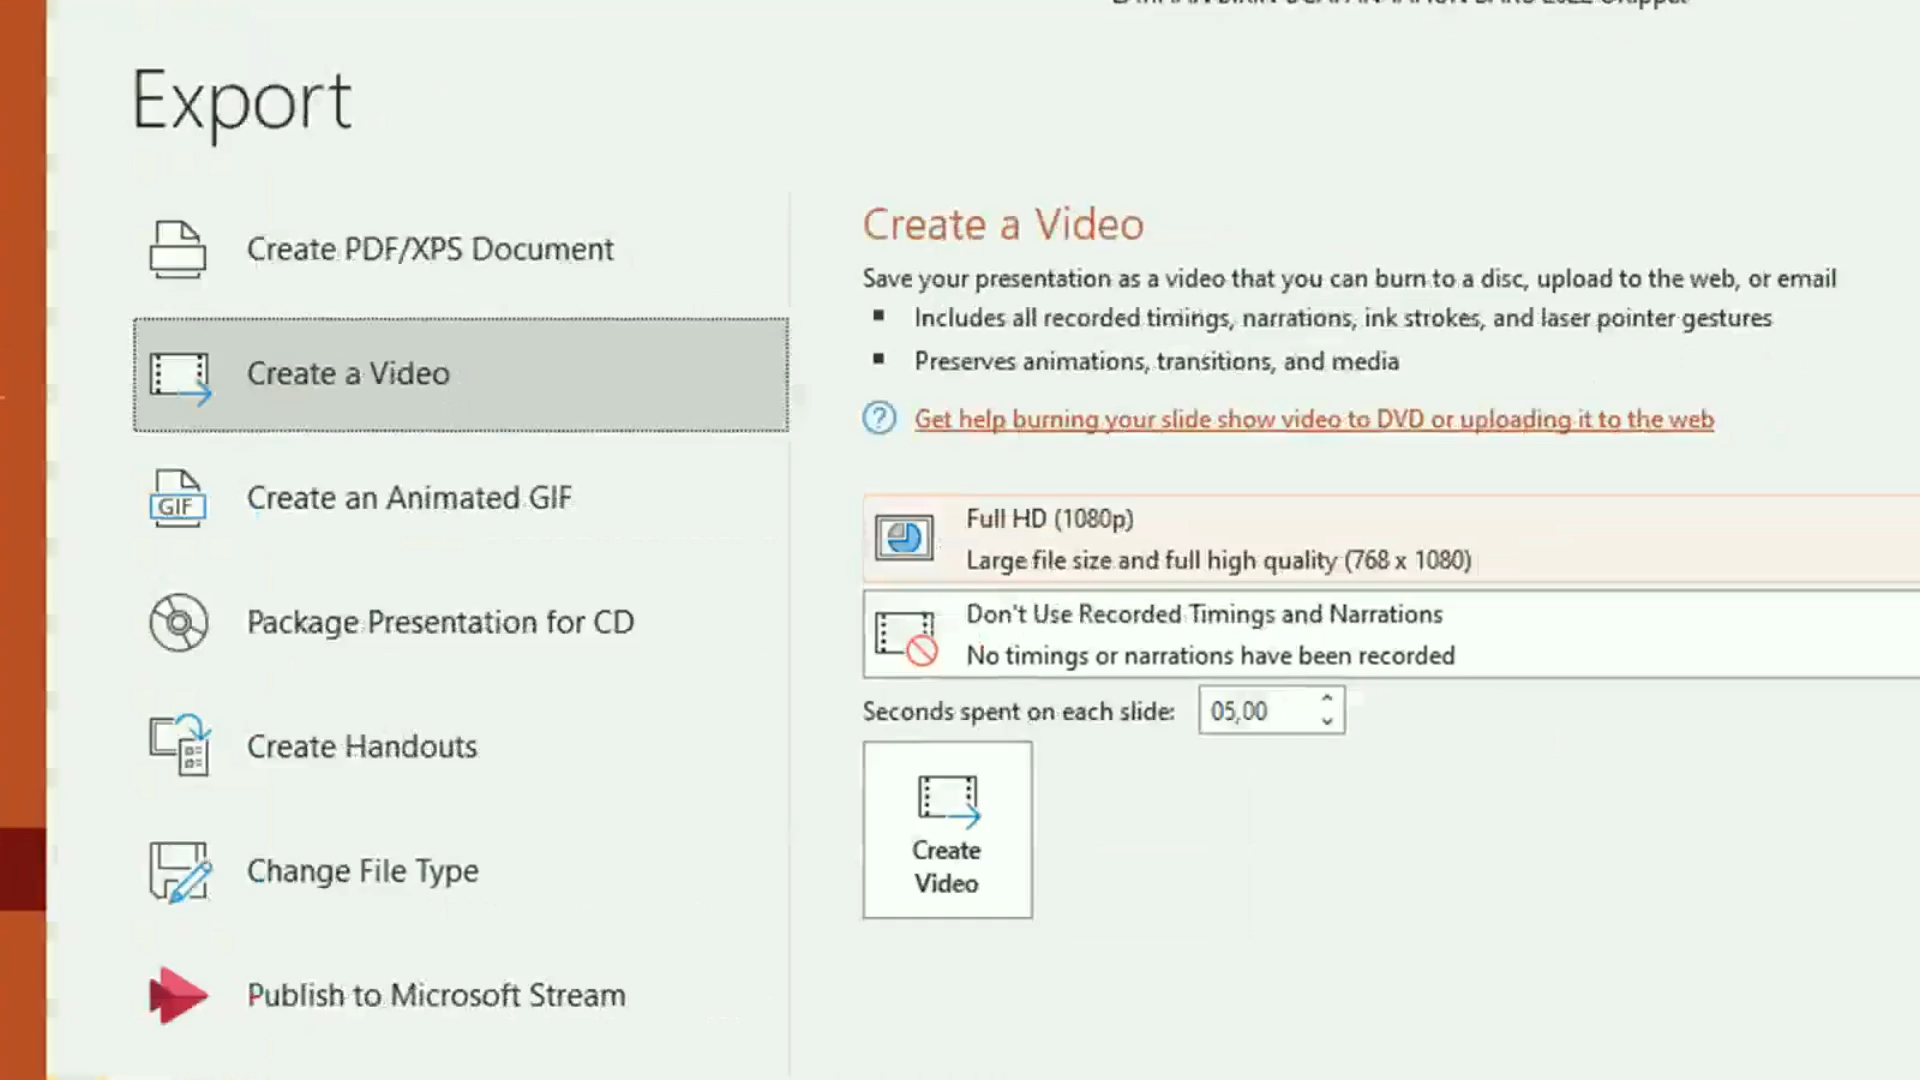 Export
Create PDF/XPS Document
Create a Video
Create an Animated GIF
GIF
Package Presentation for CD
Create Handouts
Change File Type
Publish to Microsoft Stream
Create a Video
Save your presentation as a video that you can burn to a disc, upload to the web, or email
Includes all recorded timings, narrations, ink strokes, and laser pointer gestures
Preserves animations, transitions, and media
Get help burning your slide show video to DVD or uploading it to the web
Full HD (1080p)
Large file size and full high quality (768 x 1080)
Don't Use Recorded Timings and Narrations
No timings or narrations have been recorded
Seconds spent on each slide: 05,00
Create
Video